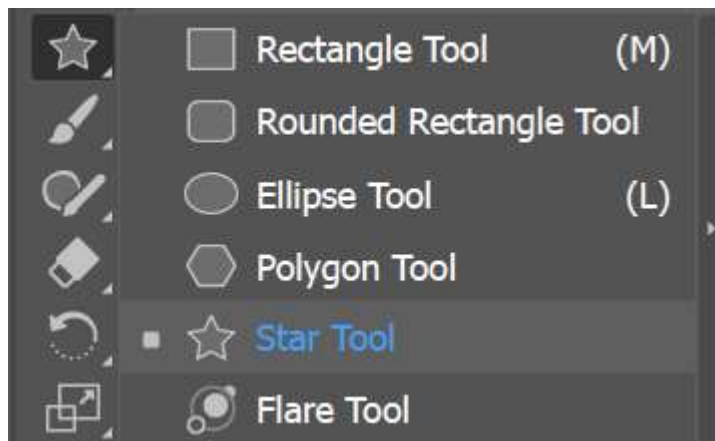 Rectangle Tool (M)
Rounded Rectangle Tool
Ellipse Tool (L)
Polygon Tool
Star Tool
Flare Tool